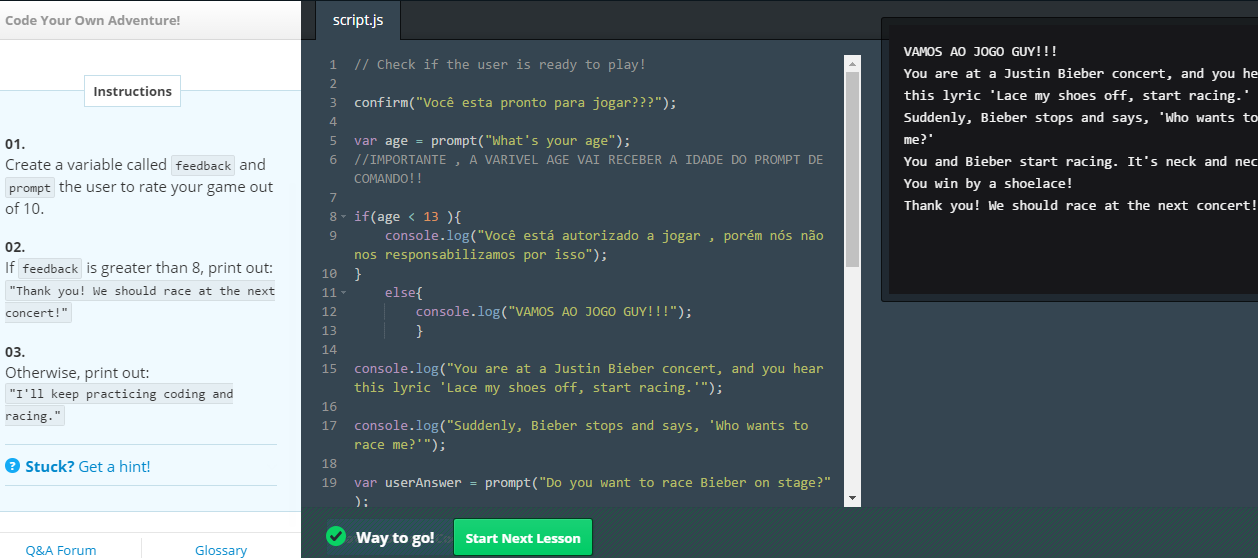 Code Your Own Adventure!
Instructions
01.
Create a variable called feedback and
prompt the user to rate your game out
of 10.
02.
If feedback is greater than 8, print out:
"Thank you! We should race at the next
concert!"
03.
Otherwise, print out:
"I'll keep practicing coding and
racing."
? Stuck? Get a hint!
Q&A Forum
Glossary
script.js
1 // Check if the user is ready to play!
2
3 confirm("Você esta pronto para jogar???");
4
5 var age = prompt("What's your age");
6 //IMPORTANTE , A VARIVEL AGE VAI RECEBER A IDADE DO PROMPT DE
COMANDO!!
7
8 if(age < 13 ){
9 console.log("Você está autorizado a jogar , porém nós não
nos responsabilizamos por isso");
10 }
11 else{
12 console.log("VAMOS AO JOGO GUY!!!");
13 }
14
15 console.log("You are at a Justin Bieber concert, and you hear
this lyric 'Lace my shoes off, start racing.'");
16
17 console.log("Suddenly, Bieber stops and says, 'Who wants to
race me?'");
18
19 var userAnswer = prompt("Do you want to race Bieber on stage?"
);
Way to go!
Start Next Lesson
VAMOS AO JOGO GUY!!!
You are at a Justin Bieber concert, and you he
this lyric 'Lace my shoes off, start racing.'
Suddenly, Bieber stops and says, 'Who wants to
me?'
You and Bieber start racing. It's neck and nec
You win by a shoelace!
Thank you! We should race at the next concert!